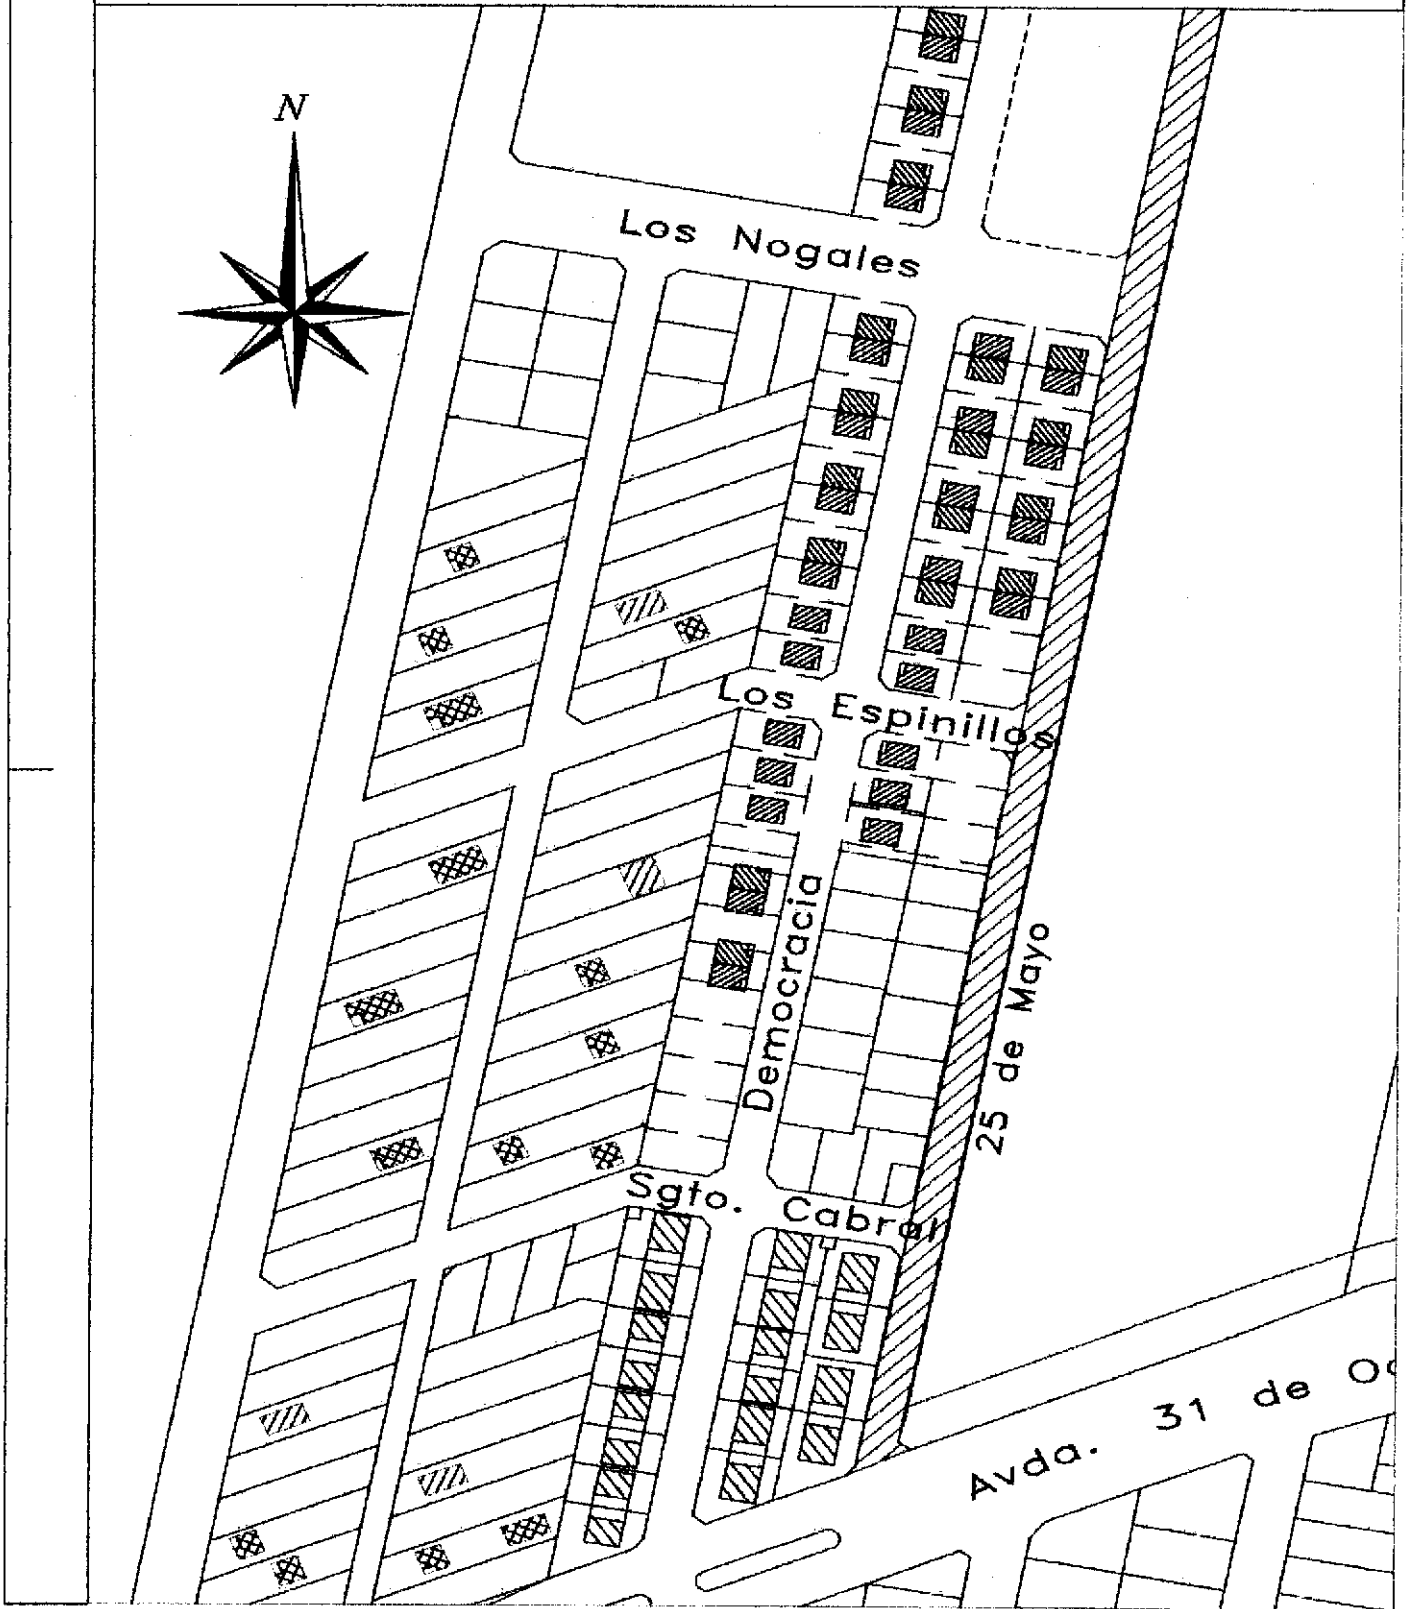 N
Los Nogales
Los Espinillos
Democracia
25 de Mayo
Sgto. Cabral
Avda. 31 de